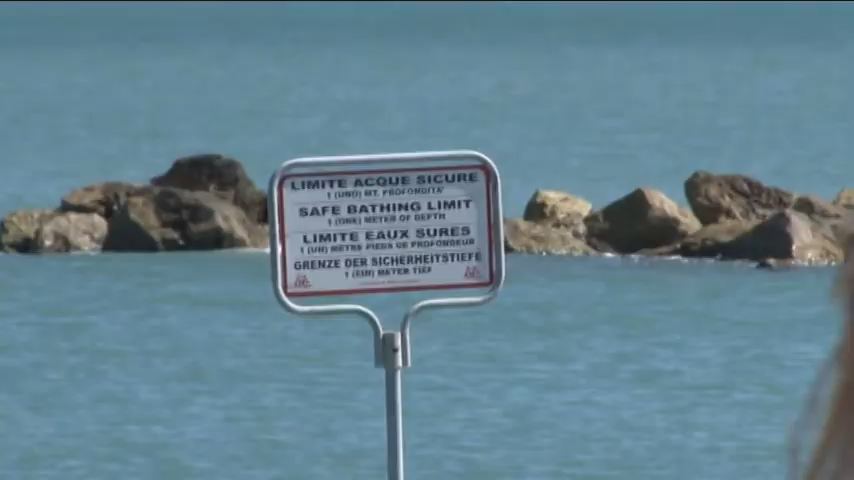 LIMITE ACQUE SICURE
1 (UNO) MT. PROFONDITA'
SAFE BATHING LIMIT
1 (ONE) METER OF DEPTH
LIMITE EAUX SURES
1 (UN) METRE PIEDS DE PROFONDEUR
GRENZE DER SICHERHEITSTIEFE
1 (EIN) METER TIEF